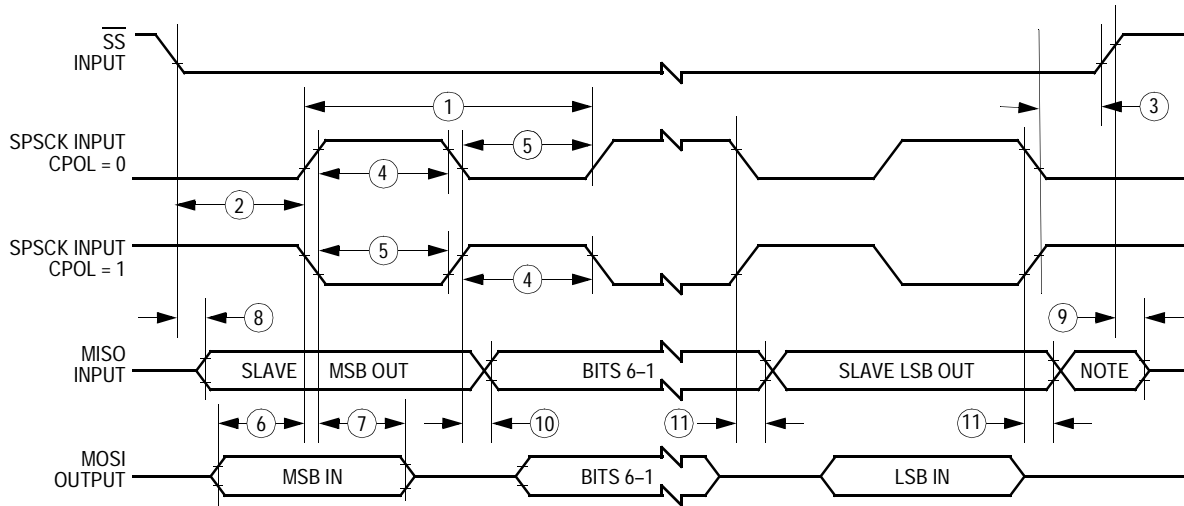 SS
INPUT
1
3
SPSCK INPUT
CPOL = 0
5
4
2
SPSCK INPUT
CPOL = 1
5
4
8
9
MISO
INPUT
SLAVE MSB OUT
BITS 6–1
SLAVE LSB OUT
NOTE
6
7
10
11
11
MOSI
OUTPUT
MSB IN
BITS 6–1
LSB IN